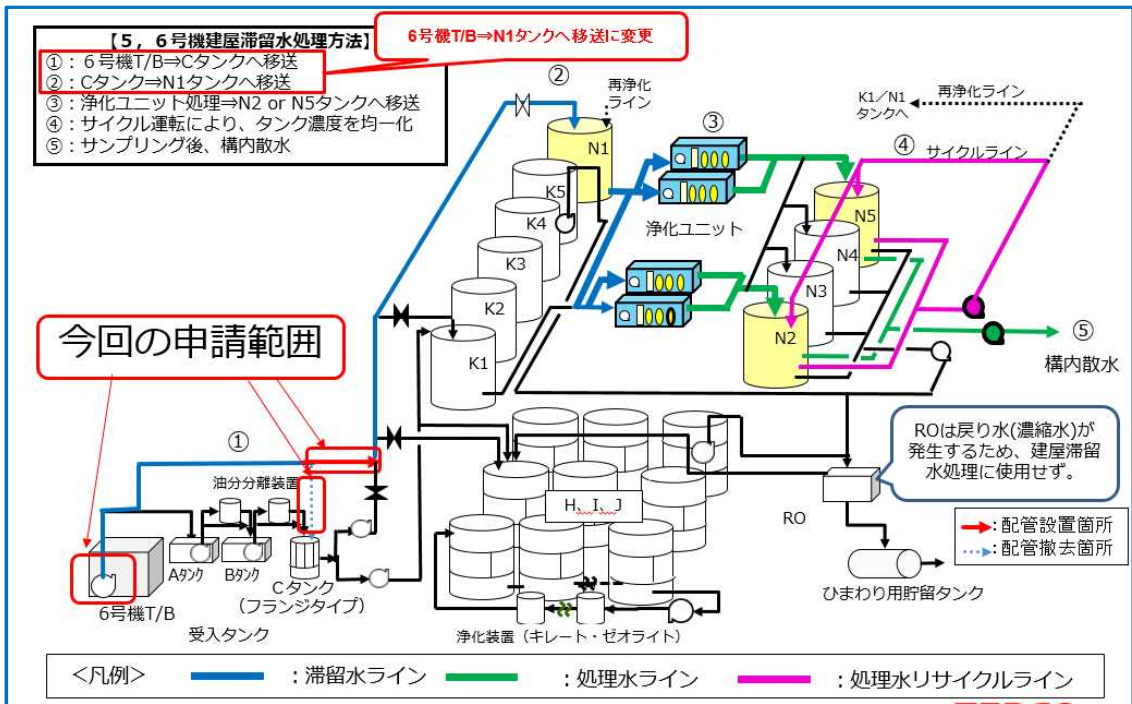 【５，６号機建屋滞留水処理方法】
①：６号機T/B⇒Cタンクへ移送
②：Cタンク⇒N1タンクへ移送
③：浄化ユニット処理⇒N2 or N5タンクへ移送
④：サイクル運転により、タンク濃度を均一化
⑤：サンプリング後、構内散水
6号機T/B⇒N1タンクへ移送に変更
②
再浄化
ライン
N1
K5
K4
K3
K2
K1
③
浄化ユニット
K1／N1
タンクへ
再浄化ライン
④ サイクルライン
N5
N4
N3
N2
⑤
構内散水
今回の申請範囲
①
油分分離装置
Aタンク
Bタンク
Cタンク
(フランジタイプ)
6号機T/B
受入タンク
H、I、J
浄化装置（キレート・ゼオライト）
RO
ROは戻り水(濃縮水)が
発生するため、建屋滞留
水処理に使用せず。
：配管設置箇所
：配管撤去箇所
ひまわり用貯留タンク
＜凡例＞
：滞留水ライン
：処理水ライン
：処理水リサイクルライン